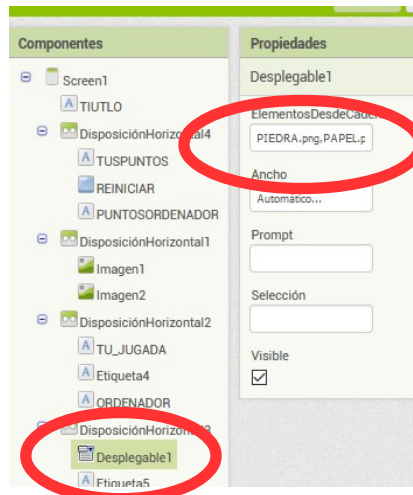 Componentes
Screen1
TIUTLO
DisposiciónHorizontal4
TUSPUNTOS
REINICIAR
PUNTOSORDENADOR
DisposiciónHorizontal1
Imagen1
Imagen2
DisposiciónHorizontal2
TU_JUGADA
Etiqueta4
ORDENADOR
Desplegable1
Etiqueta5
Propiedades
Desplegable1
PIEDRA.png,PAPEL.p
Ancho
Automático...
Prompt
Selección
Visible